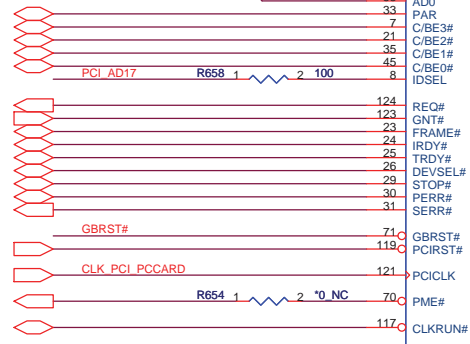 AD0
33 PAR
7 C/BE3#
21 C/BE2#
35 C/BE1#
45 C/BE0#
PCI_AD17 R658 1 2 100 8 IDSEL
124 REQ#
123 GNT#
23 FRAME#
24 IRDY#
25 TRDY#
26 DEVSEL#
29 STOP#
30 PERR#
31 SERR#
GBRST# 71 GBRST#
119 PCIRST#
CLK_PCI_PCCARD 121 PCICLK
R654 1 2 *0_NC 70 PME#
117 CLKRUN#